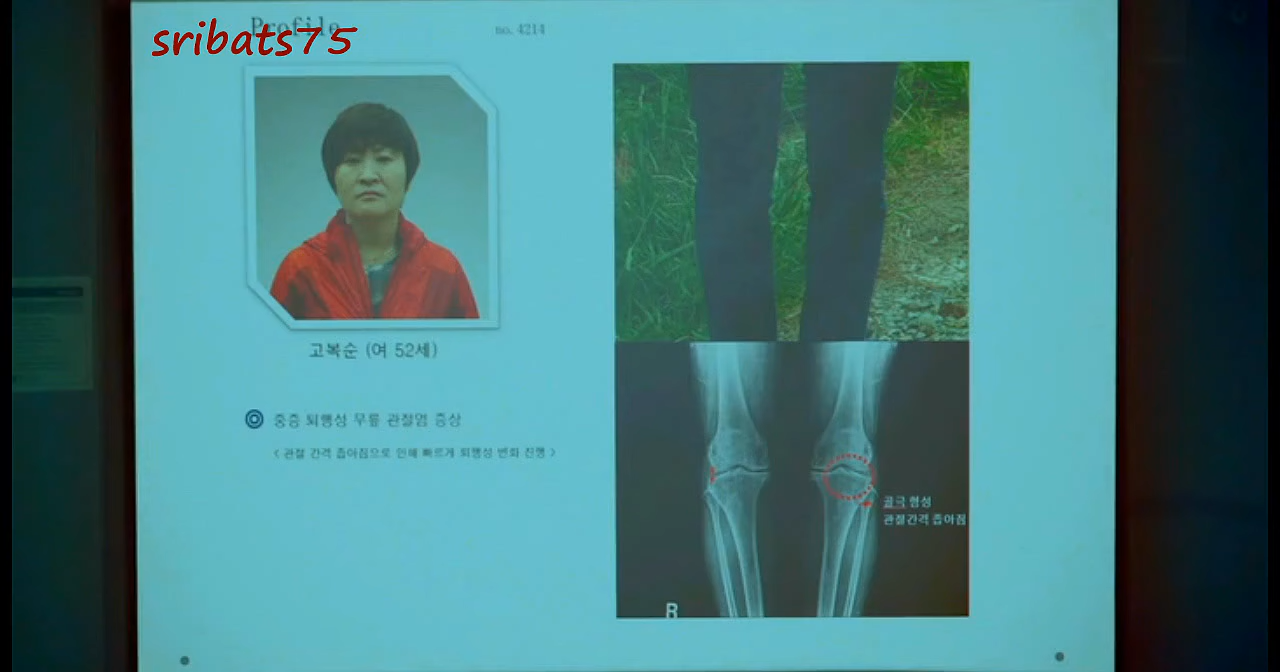 Profile
sribats75
no. 4214
고복순 (여 52세)
중증 퇴행성 무릎 관절염 증상
< 관절 간격 좁아짐으로 인해 빠르게 퇴행성 변화 진행 >
골극 형성
관절간격 좁아짐
R